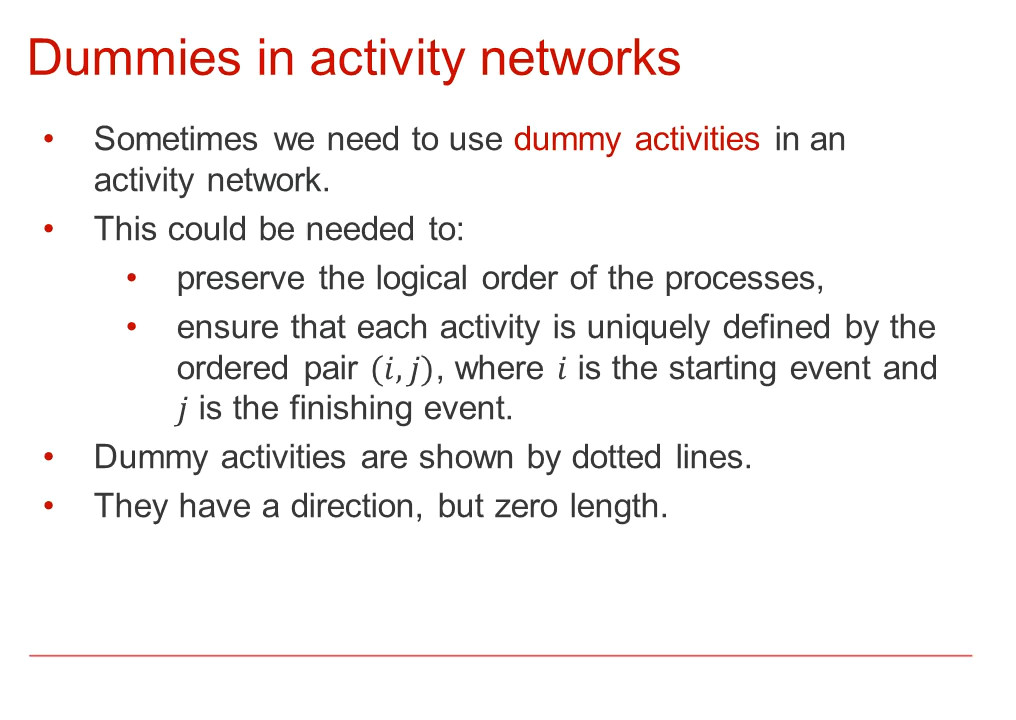 Dummies in activity networks
• Sometimes we need to use dummy activities in an
activity network.
• This could be needed to:
• preserve the logical order of the processes,
• ensure that each activity is uniquely defined by the
ordered pair (𝑖, 𝑗), where 𝑖 is the starting event and
𝑗 is the finishing event.
• Dummy activities are shown by dotted lines.
• They have a direction, but zero length.